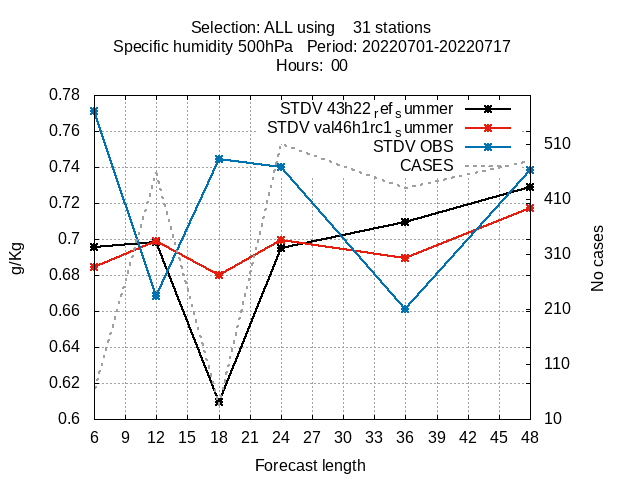 Selection: ALL using    31 stations
Specific humidity 500hPa   Period: 20220701-20220717
Hours:  00
STDV 43h22_ref_summer
STDV val46h1rc1_summer
STDV OBS
CASES
0.78
0.76
0.74
0.72
0.7
0.68
0.66
0.64
0.62
0.6
g/Kg
510
410
310
210
110
10
No cases
6 9 12 15 18 21 24 27 30 33 36 39 42 45 48
Forecast length